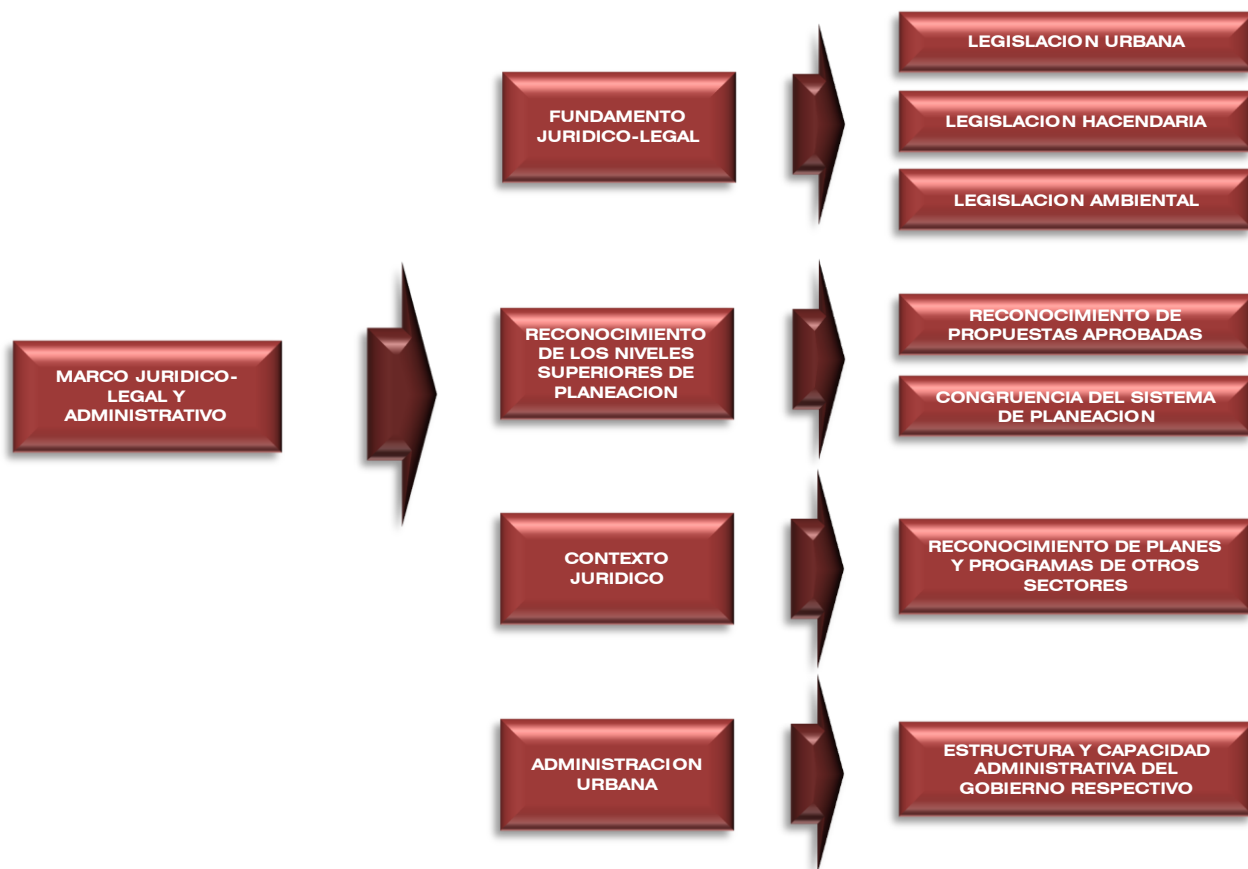 MARCO JURIDICO-
LEGAL Y
ADMINISTRATIVO
FUNDAMENTO
JURIDICO-LEGAL
LEGISLACION URBANA
LEGISLACION HACENDARIA
LEGISLACION AMBIENTAL
RECONOCIMIENTO
DE LOS NIVELES
SUPERIORES DE
PLANEACION
RECONOCIMIENTO DE
PROPUESTAS APROBADAS
CONGRUENCIA DEL SISTEMA
DE PLANEACION
CONTEXTO
JURIDICO
RECONOCIMIENTO DE PLANES
Y PROGRAMAS DE OTROS
SECTORES
ADMINISTRACION
URBANA
ESTRUCTURA Y CAPACIDAD
ADMINISTRATIVA DEL
GOBIERNO RESPECTIVO